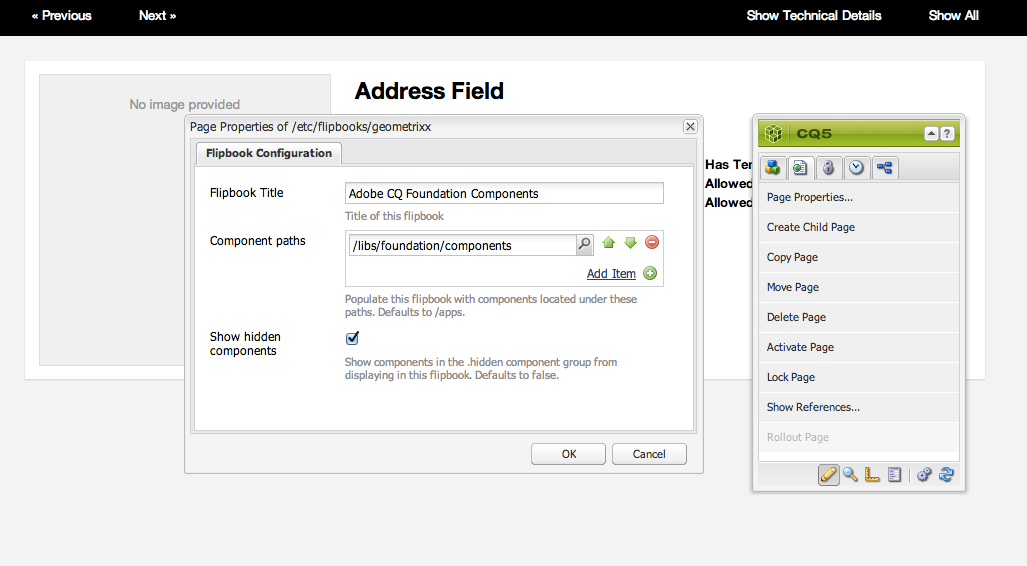 « Previous
Next »
Show Technical Details
Show All
No image provided
Address Field
Page Properties of /etc/flipbooks/geometrixx
Flipbook Configuration
Flipbook Title
Adobe CQ Foundation Components
Title of this flipbook
Component paths
/libs/foundation/components
Add Item
Populate this flipbook with components located under these
paths. Defaults to /apps.
Show hidden
components
Show components in the .hidden component group from
displaying in this flipbook. Defaults to false.
OK
Cancel
Has Ter
Allowed
Allowed
CQ5
?
Page Properties...
Create Child Page
Copy Page
Move Page
Delete Page
Activate Page
Lock Page
Show References...
Rollout Page